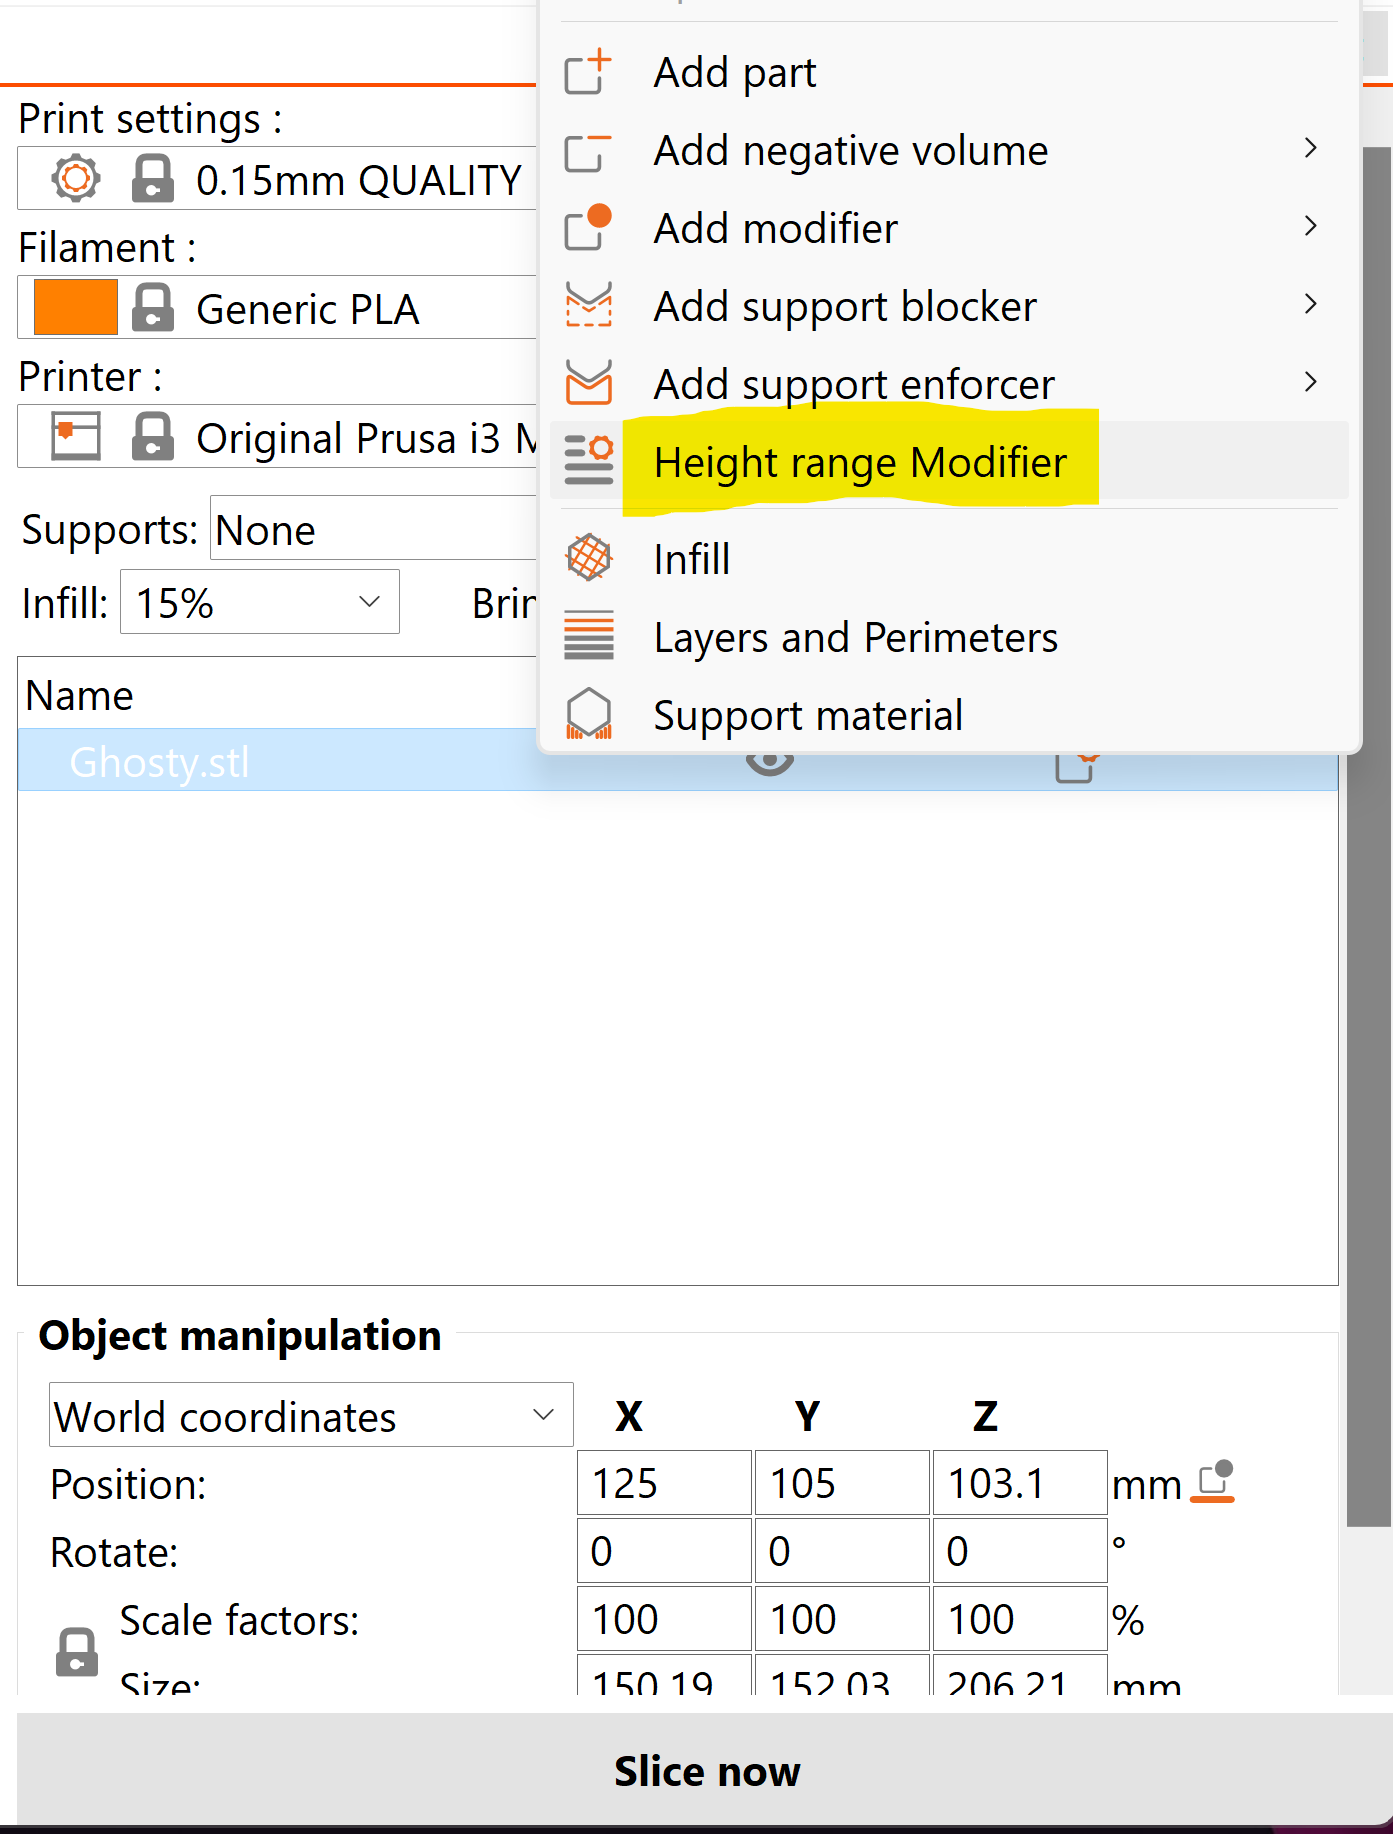 Add part
Print settings :
Add negative volume
0.15mm QUALITY
Add modifier
Filament :
Generic PLA
Add support blocker
Printer :
Add support enforcer
Original Prusa i3
Height range Modifier
Supports: None
Infill
Infill: 15%
Layers and Perimeters
Name
Support material
Ghosty.stl
Object manipulation
World coordinates X Y Z
Position: 125 105 103.1 mm
Rotate: 0 0 0 °
Scale factors: 100 100 100 %
Size: 150.19 152.03 206.21 mm
Slice now